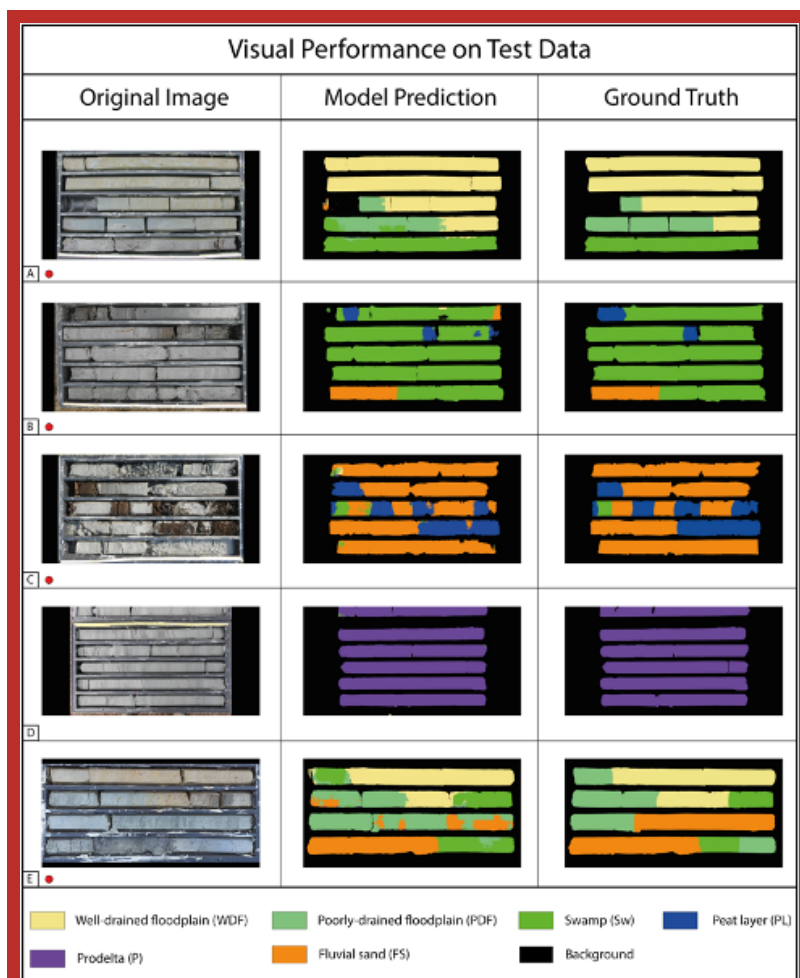 Visual Performance on Test Data
Original Image
Model Prediction
Ground Truth
A
B
C
D
E
Well-drained floodplain (WDF)
Poorly-drained floodplain (PDF)
Swamp (Sw)
Peat layer (PL)
Prodelta (P)
Fluvial sand (FS)
Background